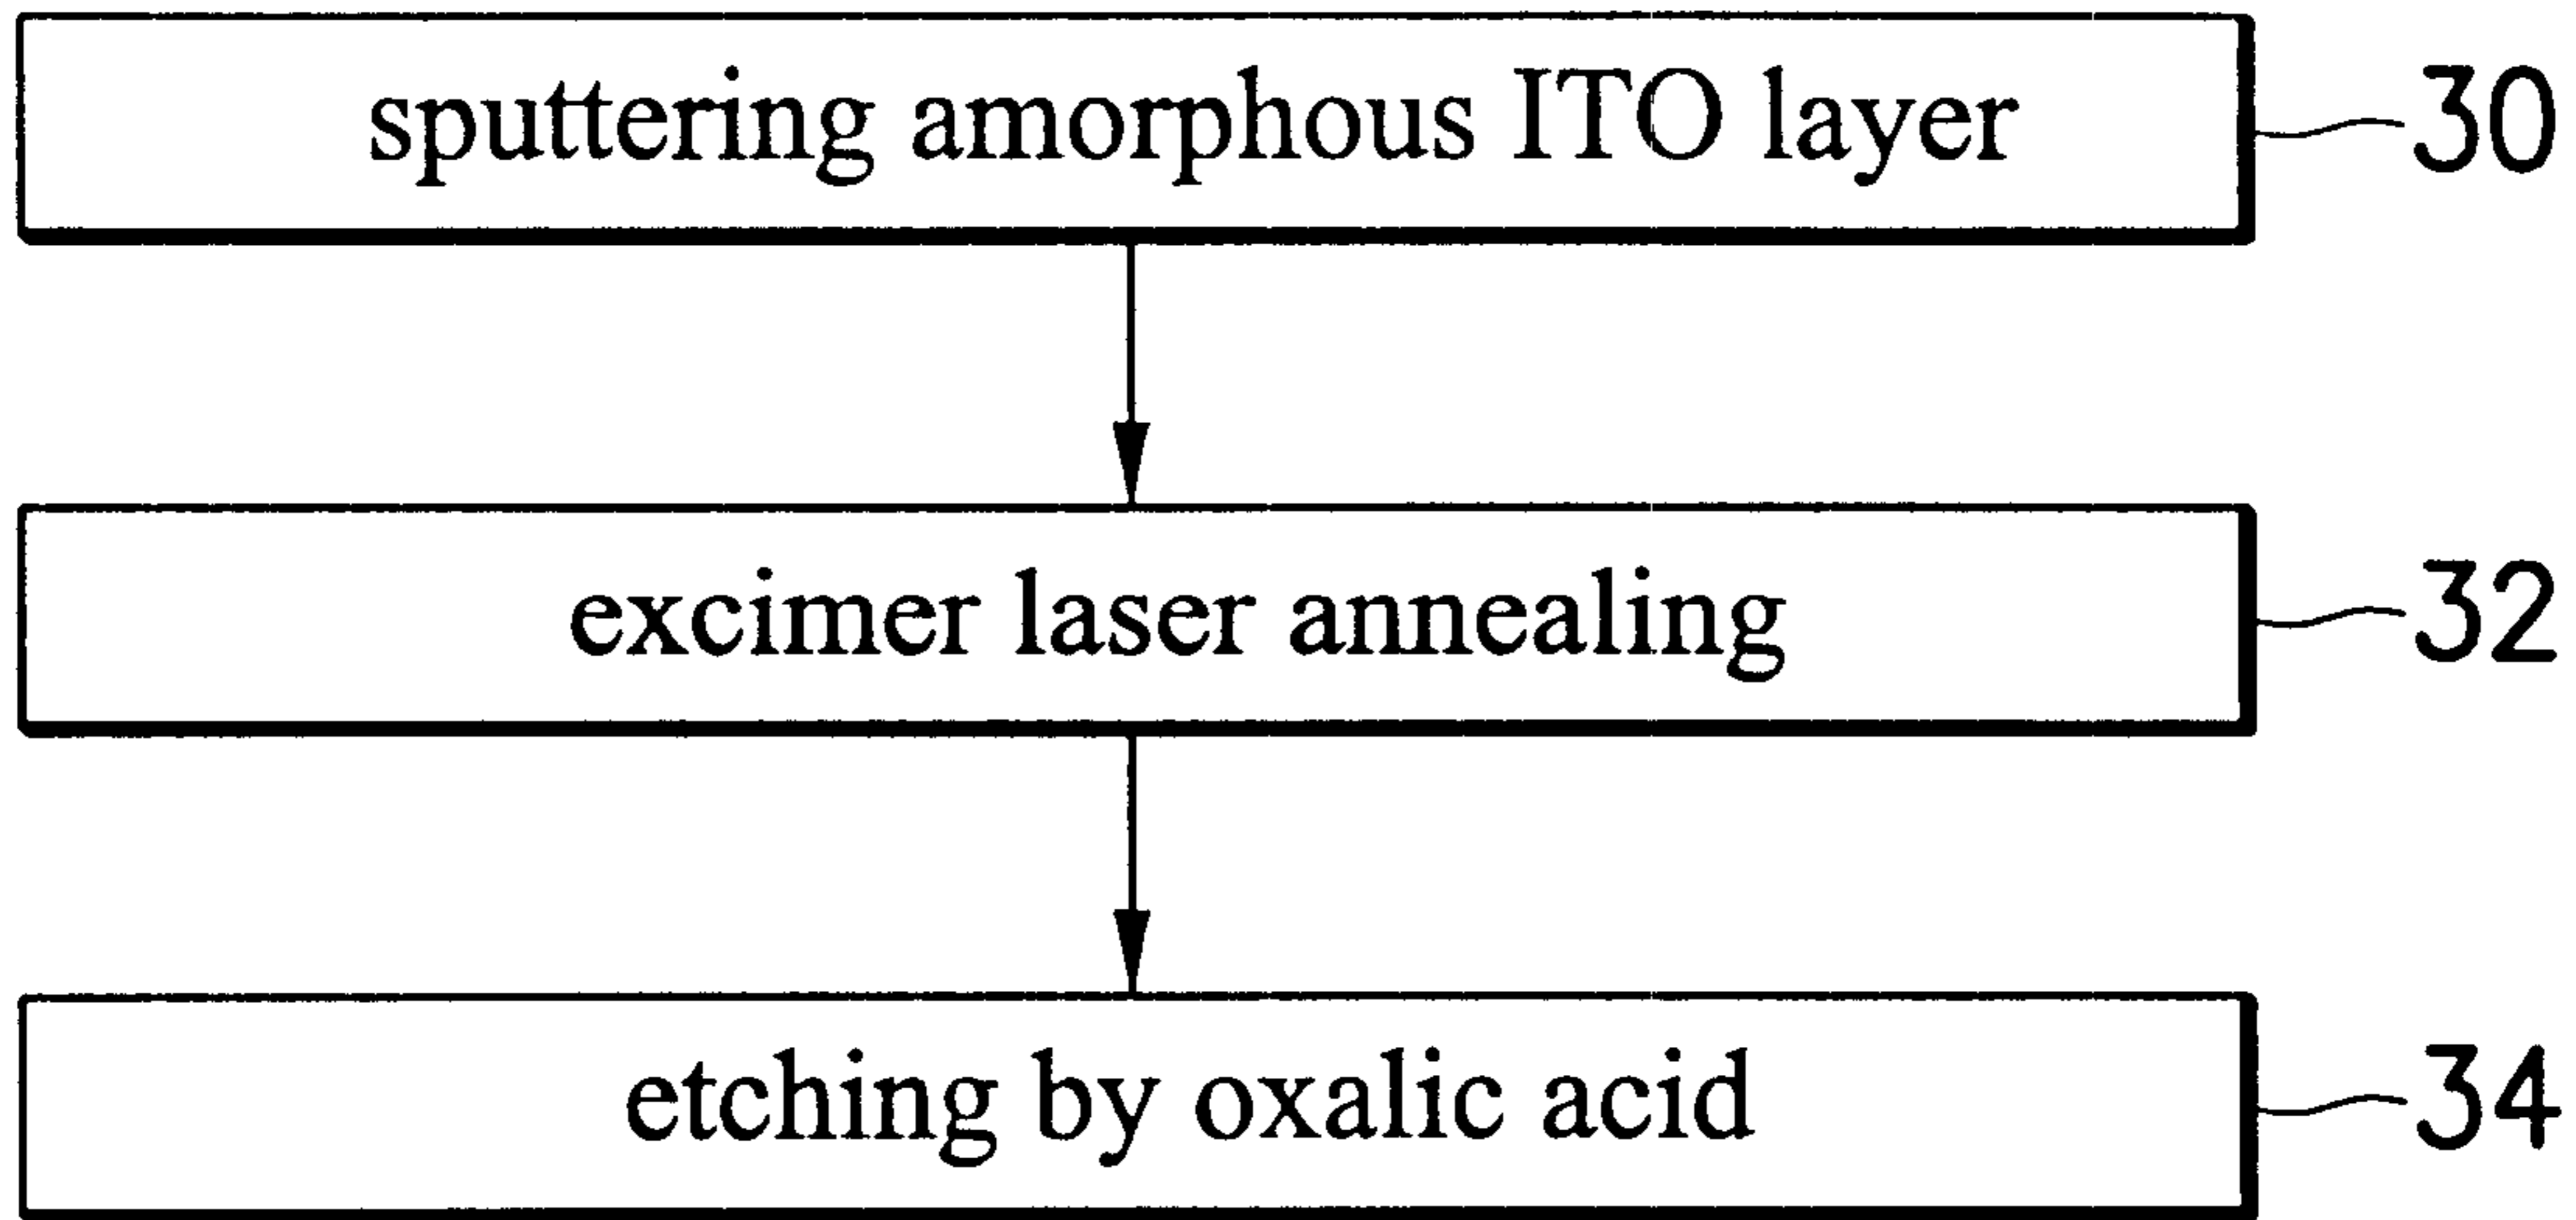 sputtering amorphous ITO layer 30
excimer laser annealing 32
etching by oxalic acid 34